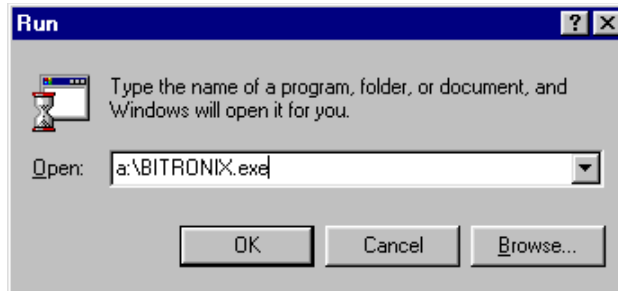 Run
Type the name of a program, folder, or document, and
Windows will open it for you.
Open: a:\BITRONIX.exe
OK Cancel Browse...